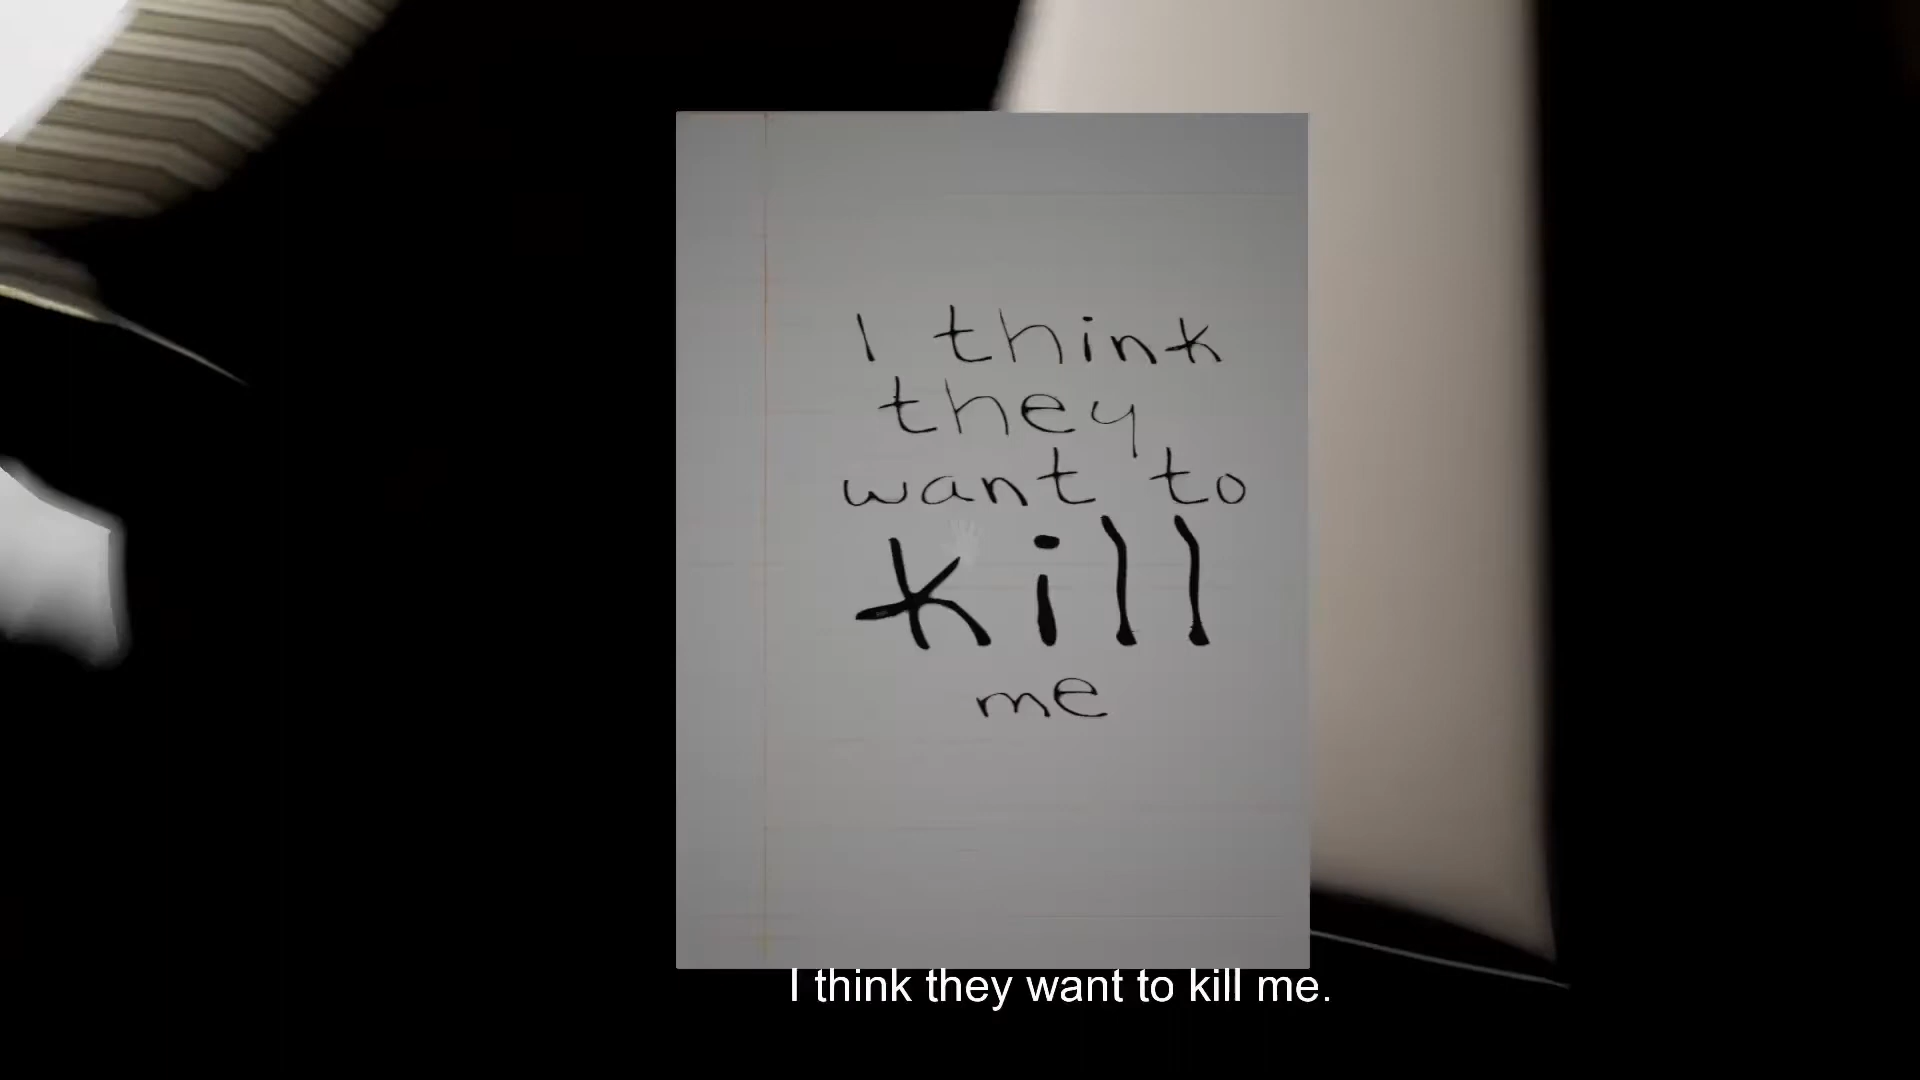 I think
they
want to
kill
me
I think they want to kill me.